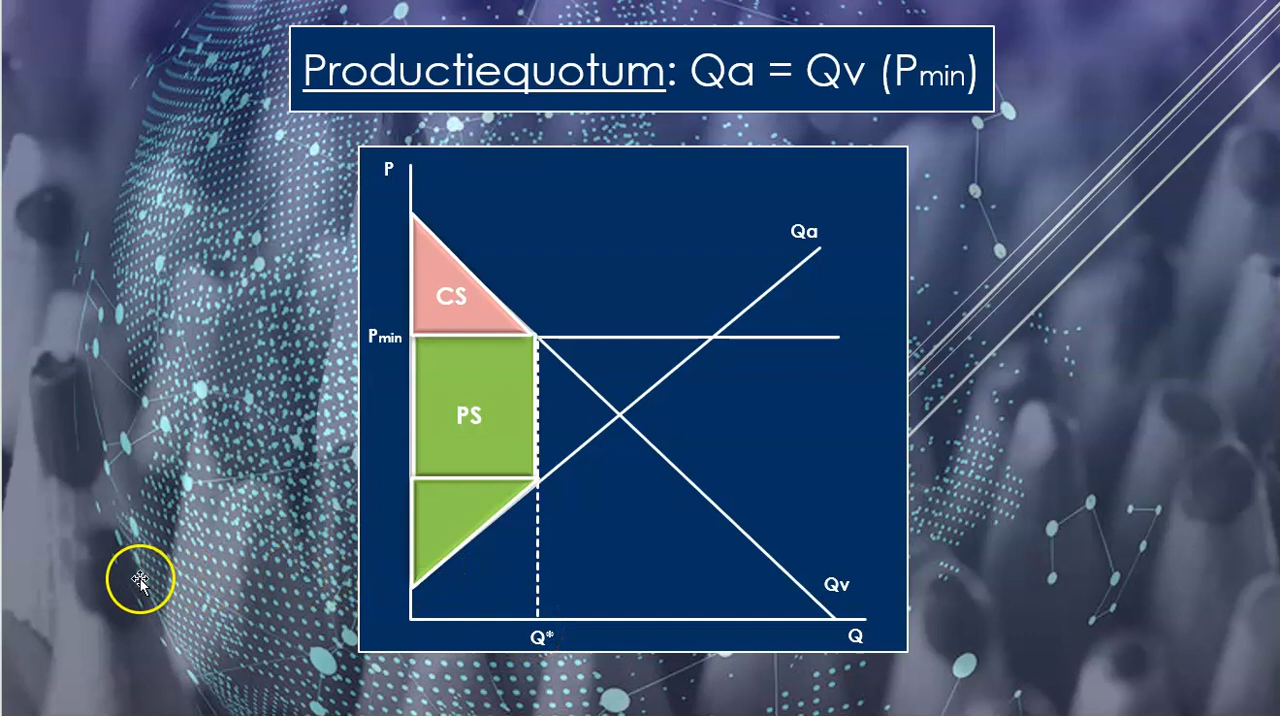 Productiequotum: Qa = Qv (Pmin)
P
Qa
CS
Pmin
PS
Qv
Q*
Q